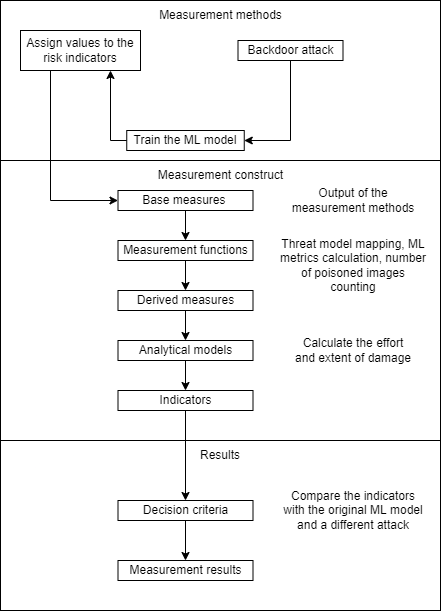 Measurement methods
Assign values to the
risk indicators
Backdoor attack
Train the ML model
Measurement construct
Base measures
Output of the
measurement methods
Measurement functions
Threat model mapping, ML
metrics calculation, number
of poisoned images
counting
Derived measures
Analytical models
Calculate the effort
and extent of damage
Indicators
Results
Decision criteria
Compare the indicators
with the original ML model
and a different attack
Measurement results